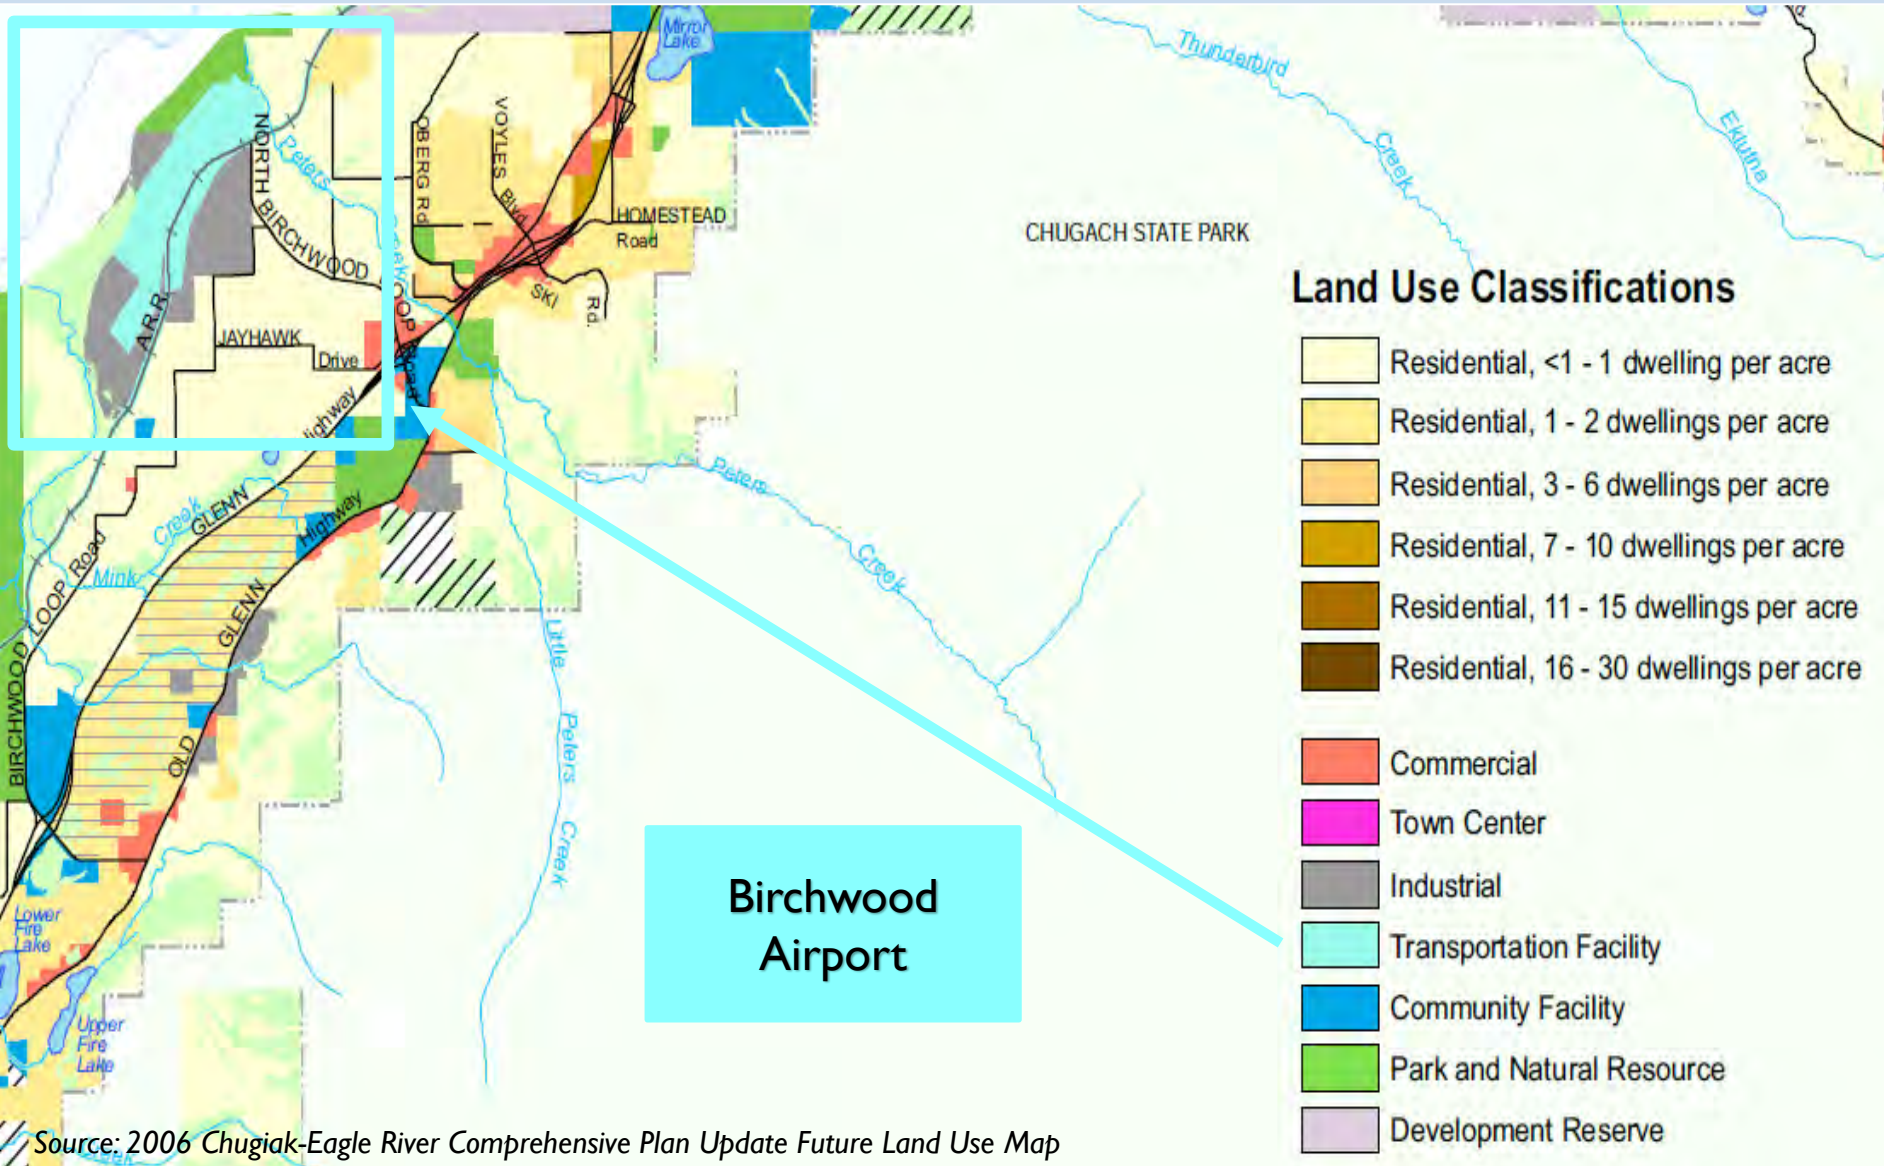 Mirror
Lake
Thunderbird
Creek
Eklutna
NORTH BIRCHWOOD
LOOP
Road
Peters
Creek
OBERG Rd
VOYLES
Blvd
HOMESTEAD
Road
SKI
Rd.
CHUGACH STATE PARK
A.R.R.
JAYHAWK
Drive
Highway
GLENN
Creek
Mink
Highway
GLENN
OLD
BIRCHWOOD
LOOP Road
Peters
Creek
Little
Peters
Creek
Lower
Fire
Lake
Upper
Fire
Lake
Land Use Classifications
Residential, <1 - 1 dwelling per acre
Residential, 1 - 2 dwellings per acre
Residential, 3 - 6 dwellings per acre
Residential, 7 - 10 dwellings per acre
Residential, 11 - 15 dwellings per acre
Residential, 16 - 30 dwellings per acre
Commercial
Town Center
Industrial
Transportation Facility
Community Facility
Park and Natural Resource
Development Reserve
Birchwood
Airport
Source: 2006 Chugiak-Eagle River Comprehensive Plan Update Future Land Use Map